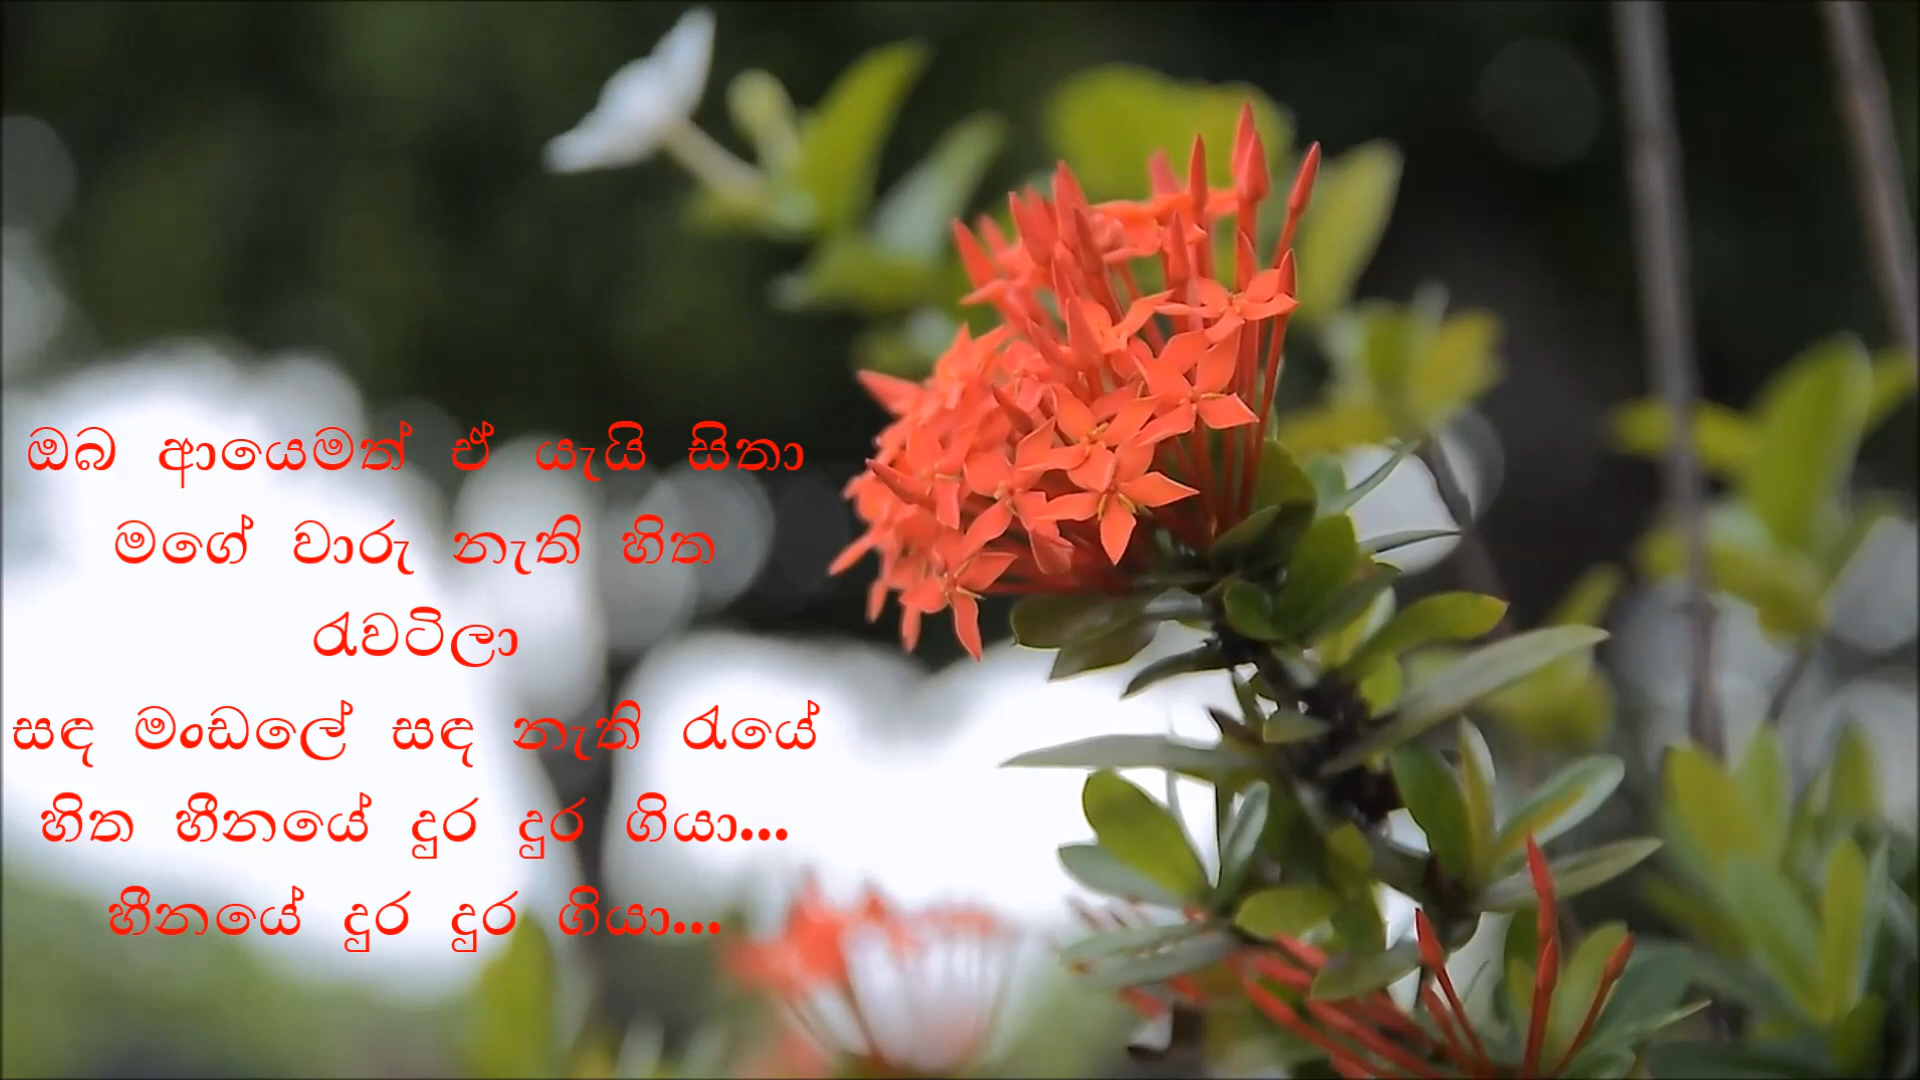 ඔබ ආයෙමත් ඒ යැයි සිතා
මගේ වාරු නැති හිත
රැවටිලා
සඳ මංඩලේ සඳ නැති රැයේ
හිත හීනයේ දුර දුර ගියා...
හීනයේ දුර දුර ගියා...